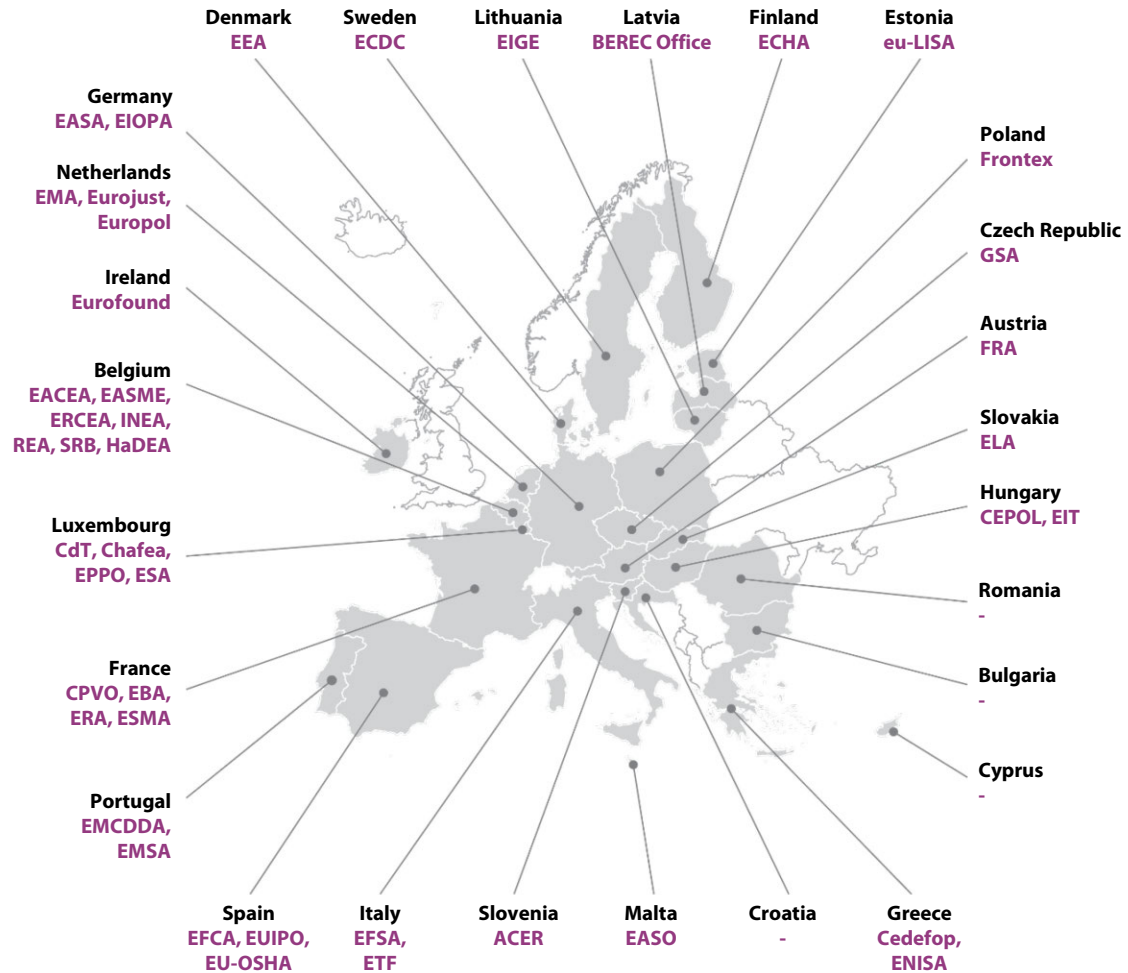 Denmark
EEA
Sweden
ECDC
Lithuania
EIGE
Latvia
BEREC Office
Finland
ECHA
Estonia
eu-LISA
Germany
EASA, EIOPA
Netherlands
EMA, Eurojust,
Europol
Ireland
Eurofound
Belgium
EACEA, EASME,
ERCEA, INEA,
REA, SRB, HaDEA
Luxembourg
CdT, Chafea,
EPPO, ESA
France
CPVO, EBA,
ERA, ESMA
Portugal
EMCDDA,
EMSA
Poland
Frontex
Czech Republic
GSA
Austria
FRA
Slovakia
ELA
Hungary
CEPOL, EIT
Romania
-
Bulgaria
-
Cyprus
-
Spain
EFCA, EUIPO,
EU-OSHA
Italy
EFSA,
ETF
Slovenia
ACER
Malta
EASO
Croatia
-
Greece
Cedefop,
ENISA